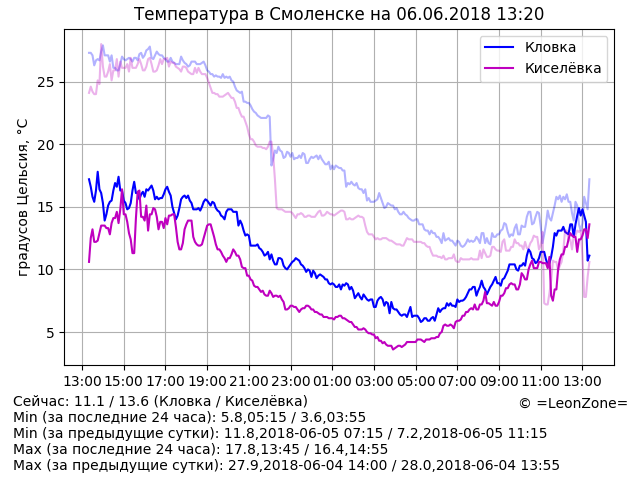 Температура в Смоленске на 06.06.2018 13:20
Кловка
Киселёвка
градусов Цельсия, °C
25
20
15
10
5
13:00 15:00 17:00 19:00 21:00 23:00 01:00 03:00 05:00 07:00 09:00 11:00 13:00
Сейчас: 11.1 / 13.6 (Кловка / Киселёвка)
© =LeonZone=
Min (за последние 24 часа): 5.8,05:15 / 3.6,03:55
Min (за предыдущие сутки): 11.8,2018-06-05 07:15 / 7.2,2018-06-05 11:15
Max (за последние 24 часа): 17.8,13:45 / 16.4,14:55
Max (за предыдущие сутки): 27.9,2018-06-04 14:00 / 28.0,2018-06-04 13:55